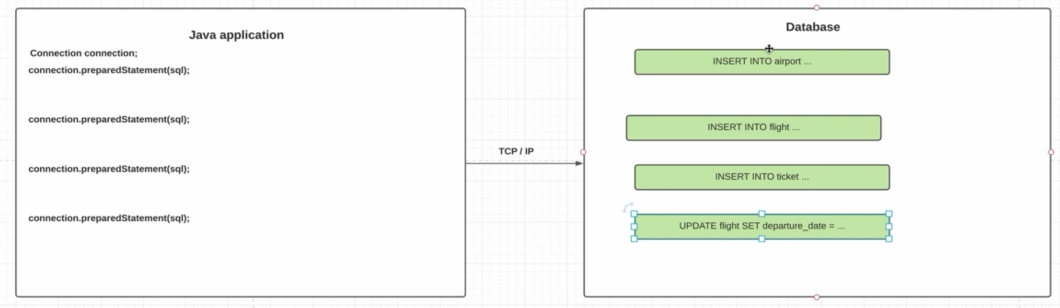 Java application
Connection connection;
connection.preparedStatement(sql);
connection.preparedStatement(sql);
connection.preparedStatement(sql);
connection.preparedStatement(sql);
TCP / IP
Database
INSERT INTO airport ...
INSERT INTO flight ...
INSERT INTO ticket ...
UPDATE flight SET departure_date = ...